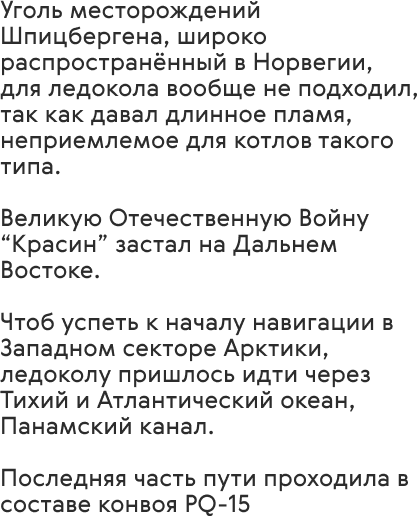 Уголь месторождений
Шпицбергена, широко
распространённый в Норвегии,
для ледокола вообще не подходил,
так как давал длинное пламя,
неприемлемое для котлов такого
типа.
Великую Отечественную Войну
“Красин” застал на Дальнем
Востоке.
Чтоб успеть к началу навигации в
Западном секторе Арктики,
ледоколу пришлось идти через
Тихий и Атлантический океан,
Панамский канал.
Последняя часть пути проходила в
составе конвоя PQ-15